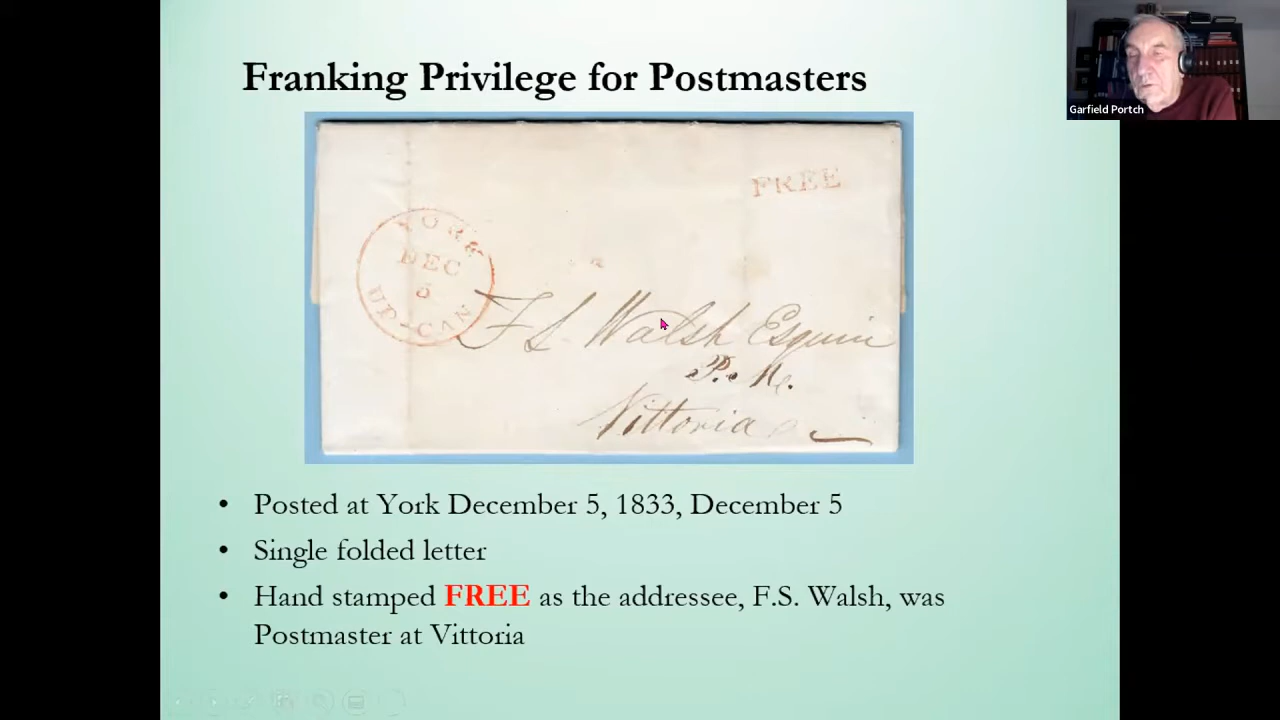 Franking Privilege for Postmasters
Garfield Portch
FREE
YORK
DEC
UP-CAN
F S. Walsh Esquire
P. M.
Vittoria
• Posted at York December 5, 1833, December 5
• Single folded letter
• Hand stamped FREE as the addressee, F.S. Walsh, was
Postmaster at Vittoria